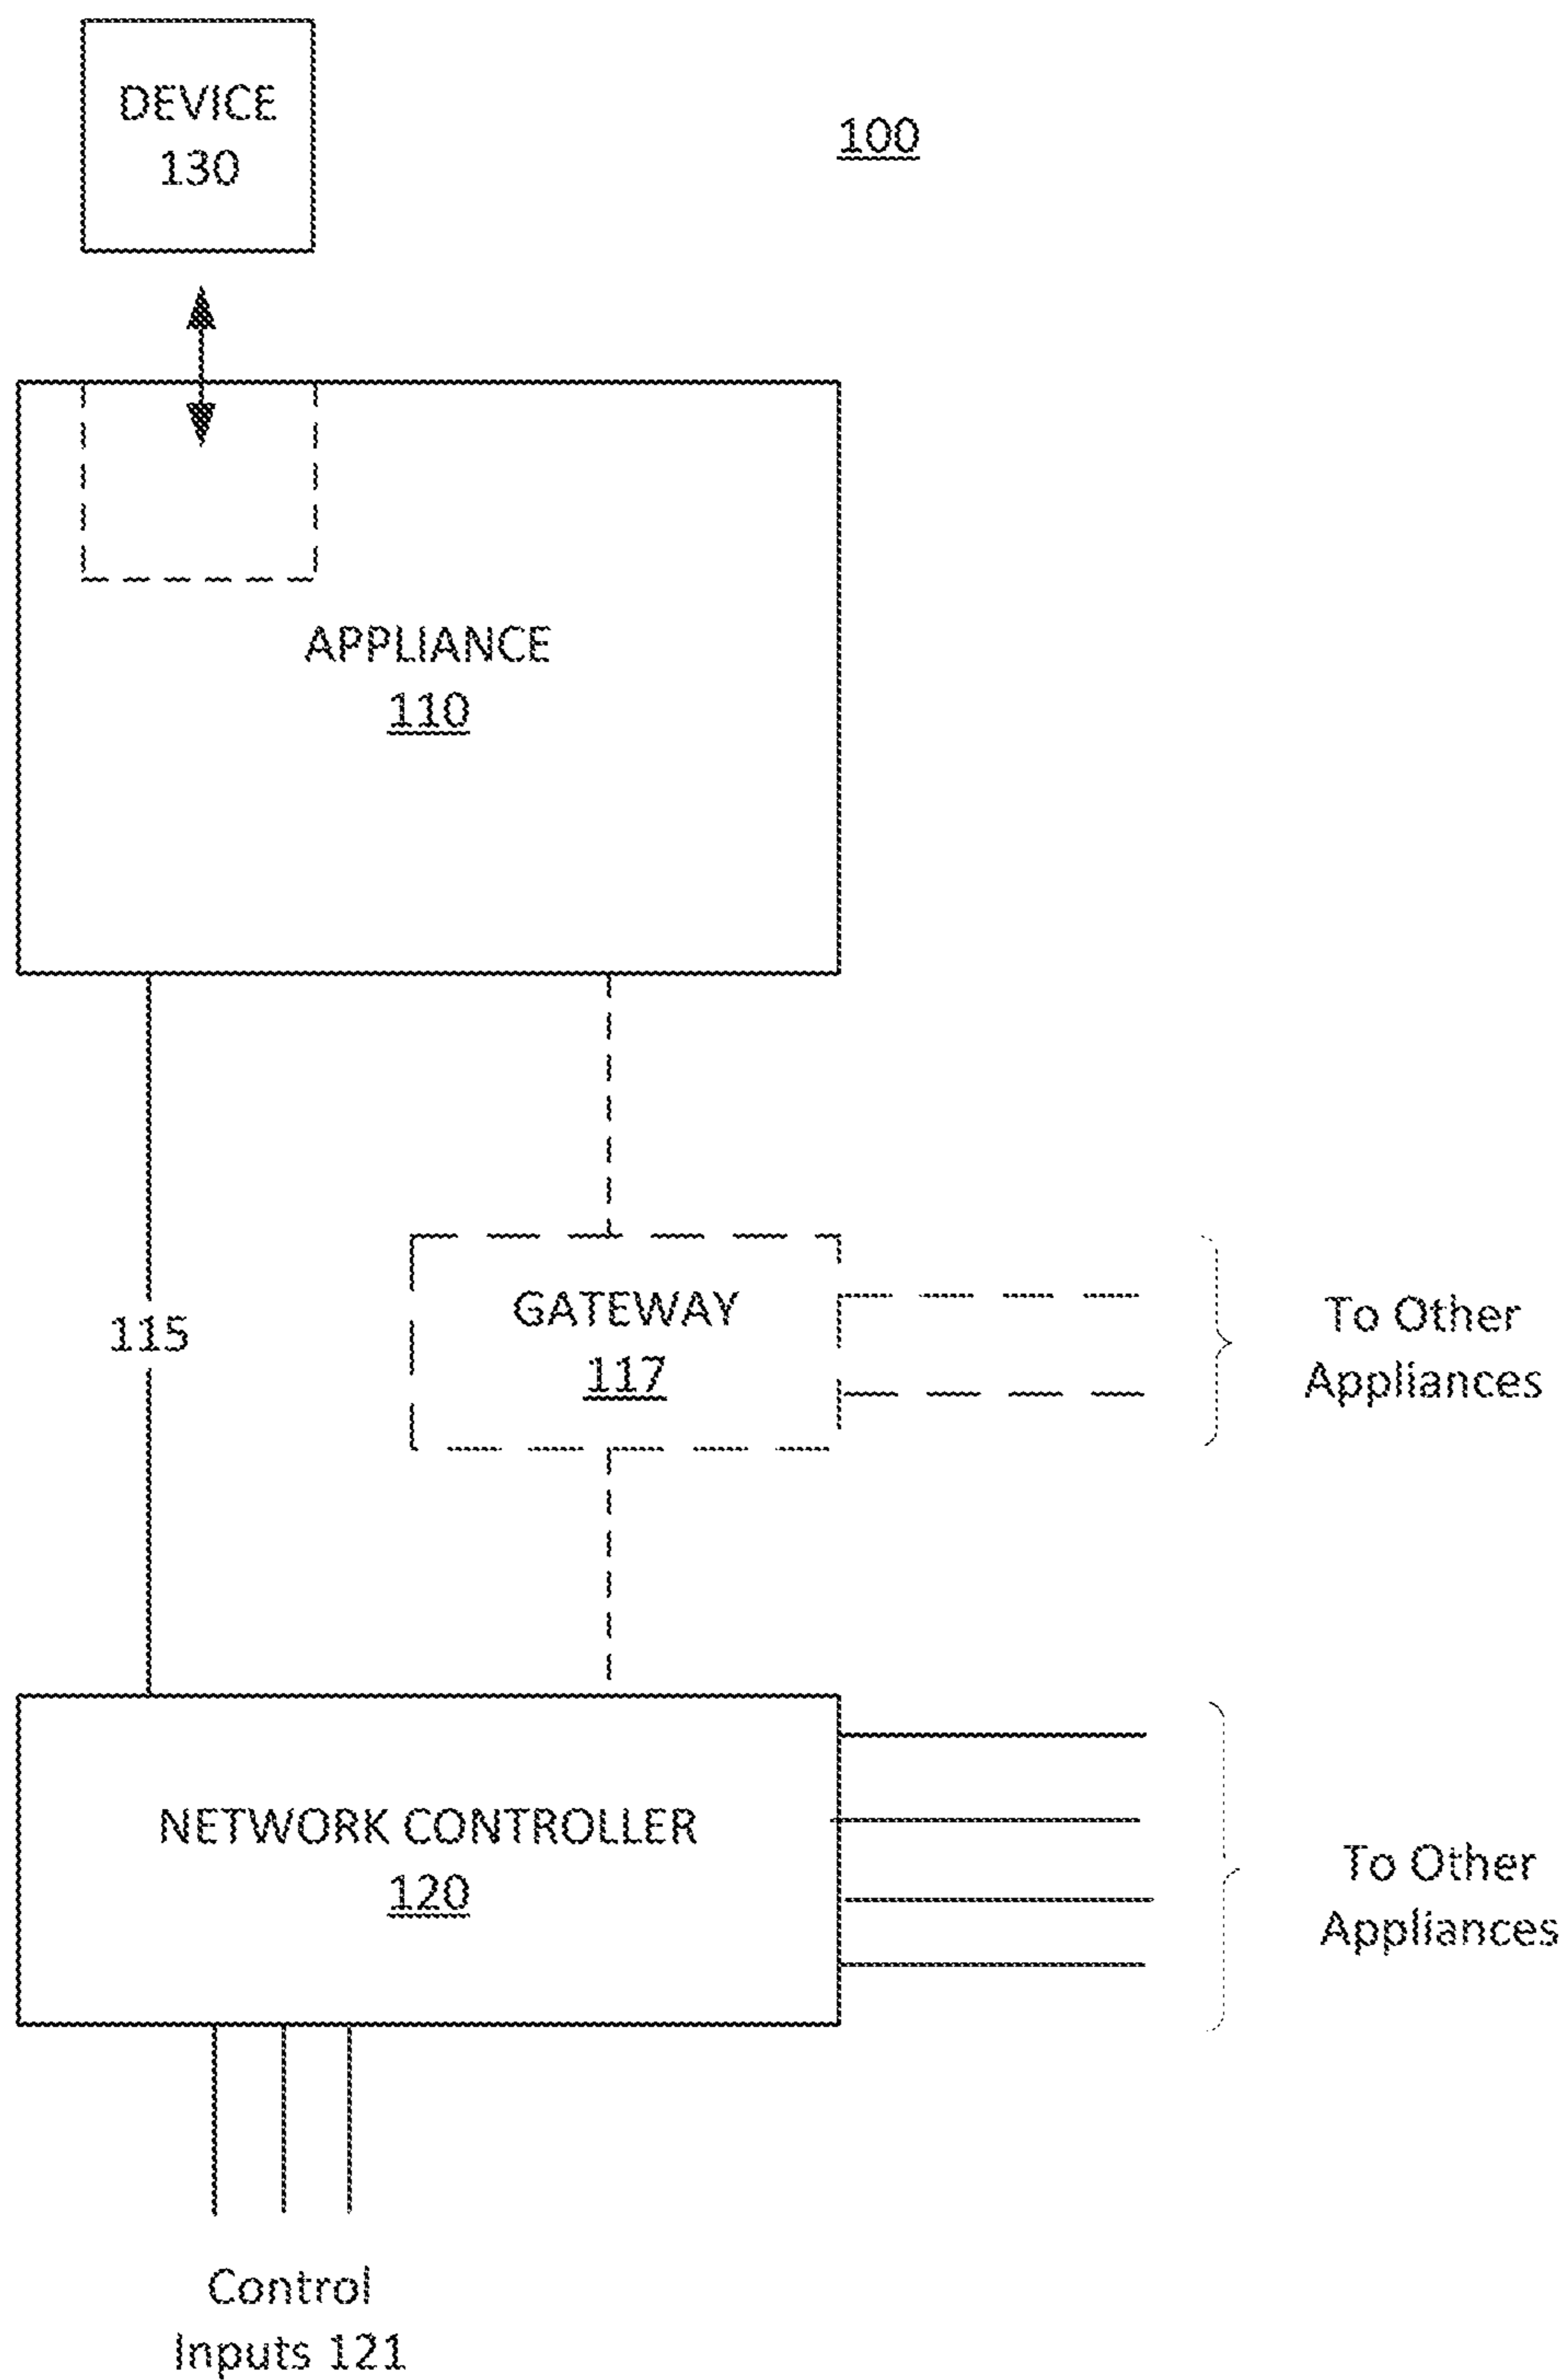 DEVICE
130
100
APPLIANCE
110
115
GATEWAY
117
To Other
Appliances
NETWORK CONTROLLER
120
To Other
Appliances
Control
Inputs 121